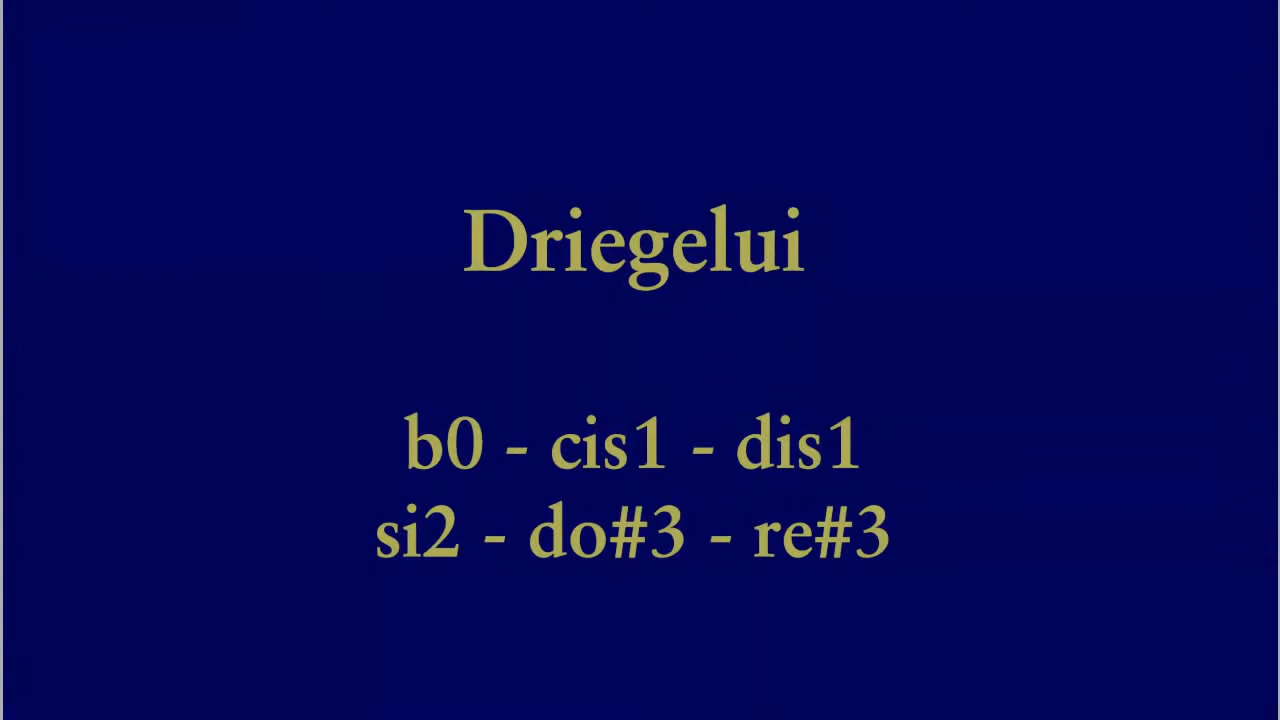 Driegelui
b0 - cis1 - dis1
si2 - do#3 - re#3